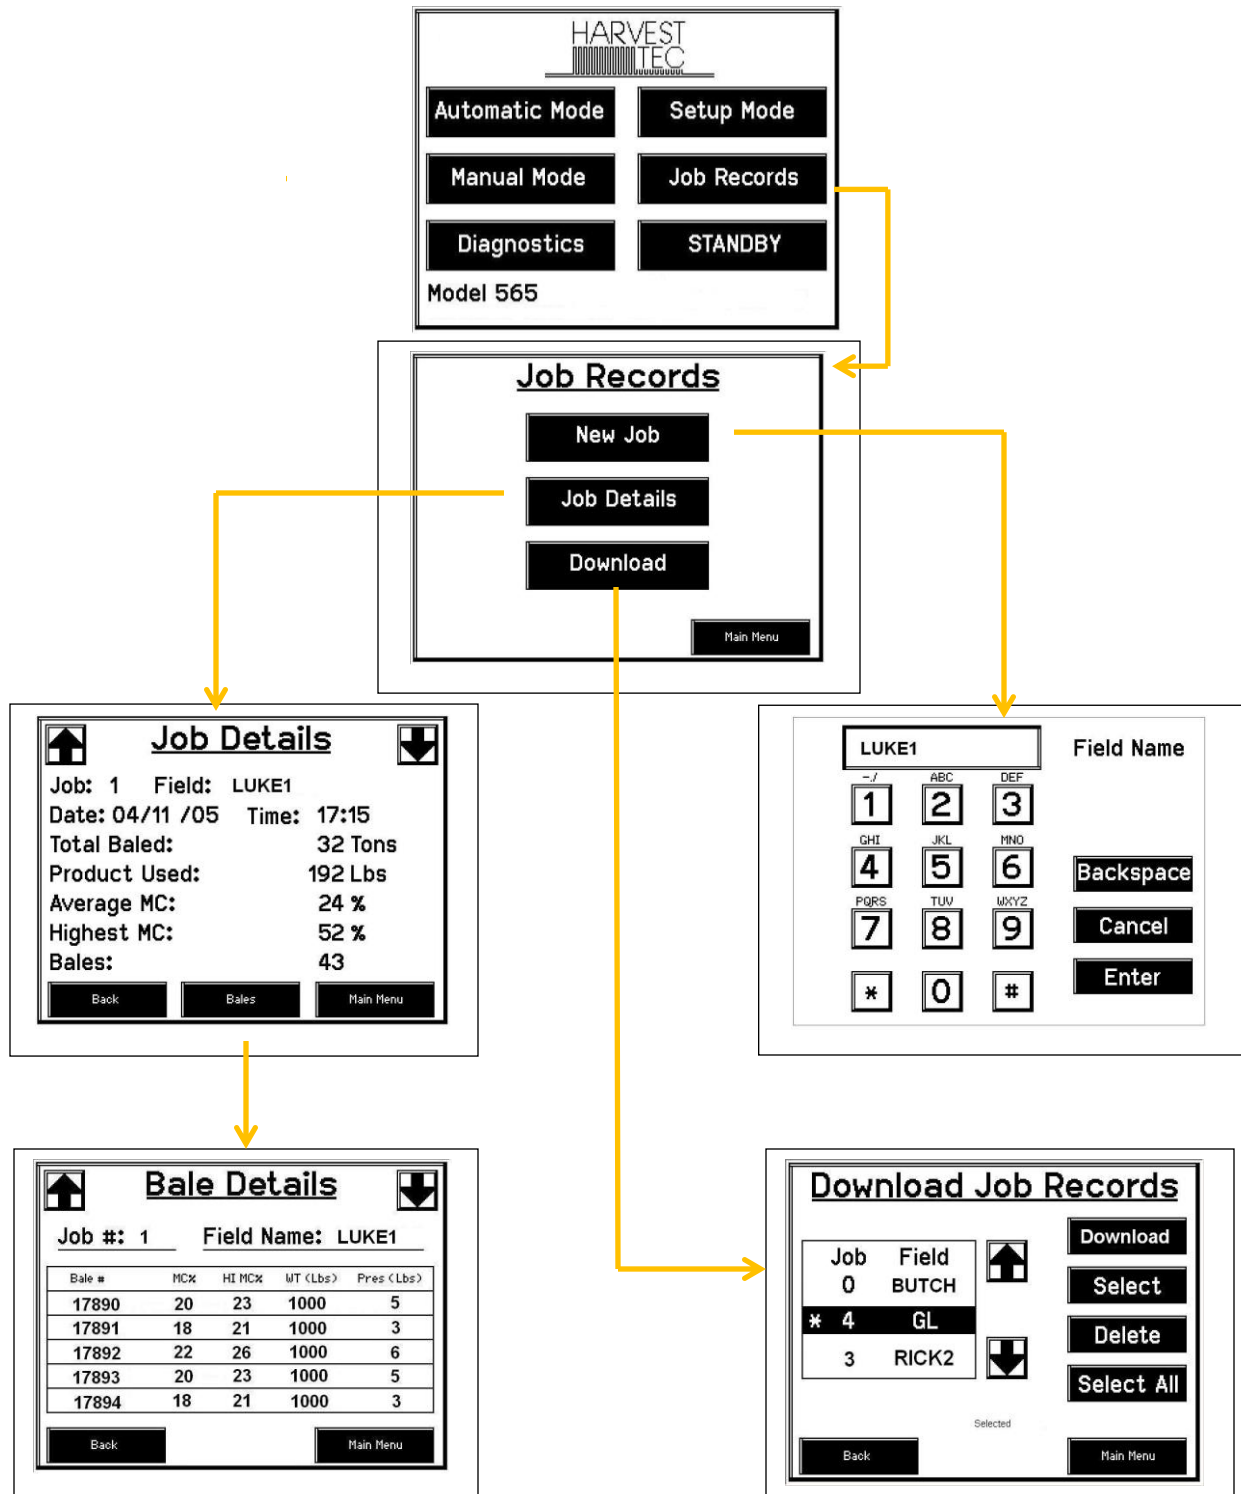 HARVEST
TEC
Automatic Mode Setup Mode
Manual Mode Job Records
Diagnostics STANDBY
Model 565
Job Records
New Job
Job Details
Download
Main Menu
Job Details
Job: 1 Field: LUKE1
Date: 04/11 /05 Time: 17:15
Total Baled: 32 Tons
Product Used: 192 Lbs
Average MC: 24 %
Highest MC: 52 %
Bales: 43
Back Bales Main Menu
LUKE1 Field Name
-./ ABC DEF
1 2 3
GHI JKL MNO
4 5 6
Backspace
PQRS TUV WXYZ
7 8 9
Cancel
Enter
* 0 #
Bale Details
Job #: 1 Field Name: LUKE1
Bale # MC% HI MC% WT (Lbs) Pres (Lbs)
17890 20 23 1000 5
17891 18 21 1000 3
17892 22 26 1000 6
17893 20 23 1000 5
17894 18 21 1000 3
Back Main Menu
Download Job Records
Download
Job Field
0 BUTCH
Select
* 4 GL
Delete
3 RICK2
Select All
Selected
Back Main Menu